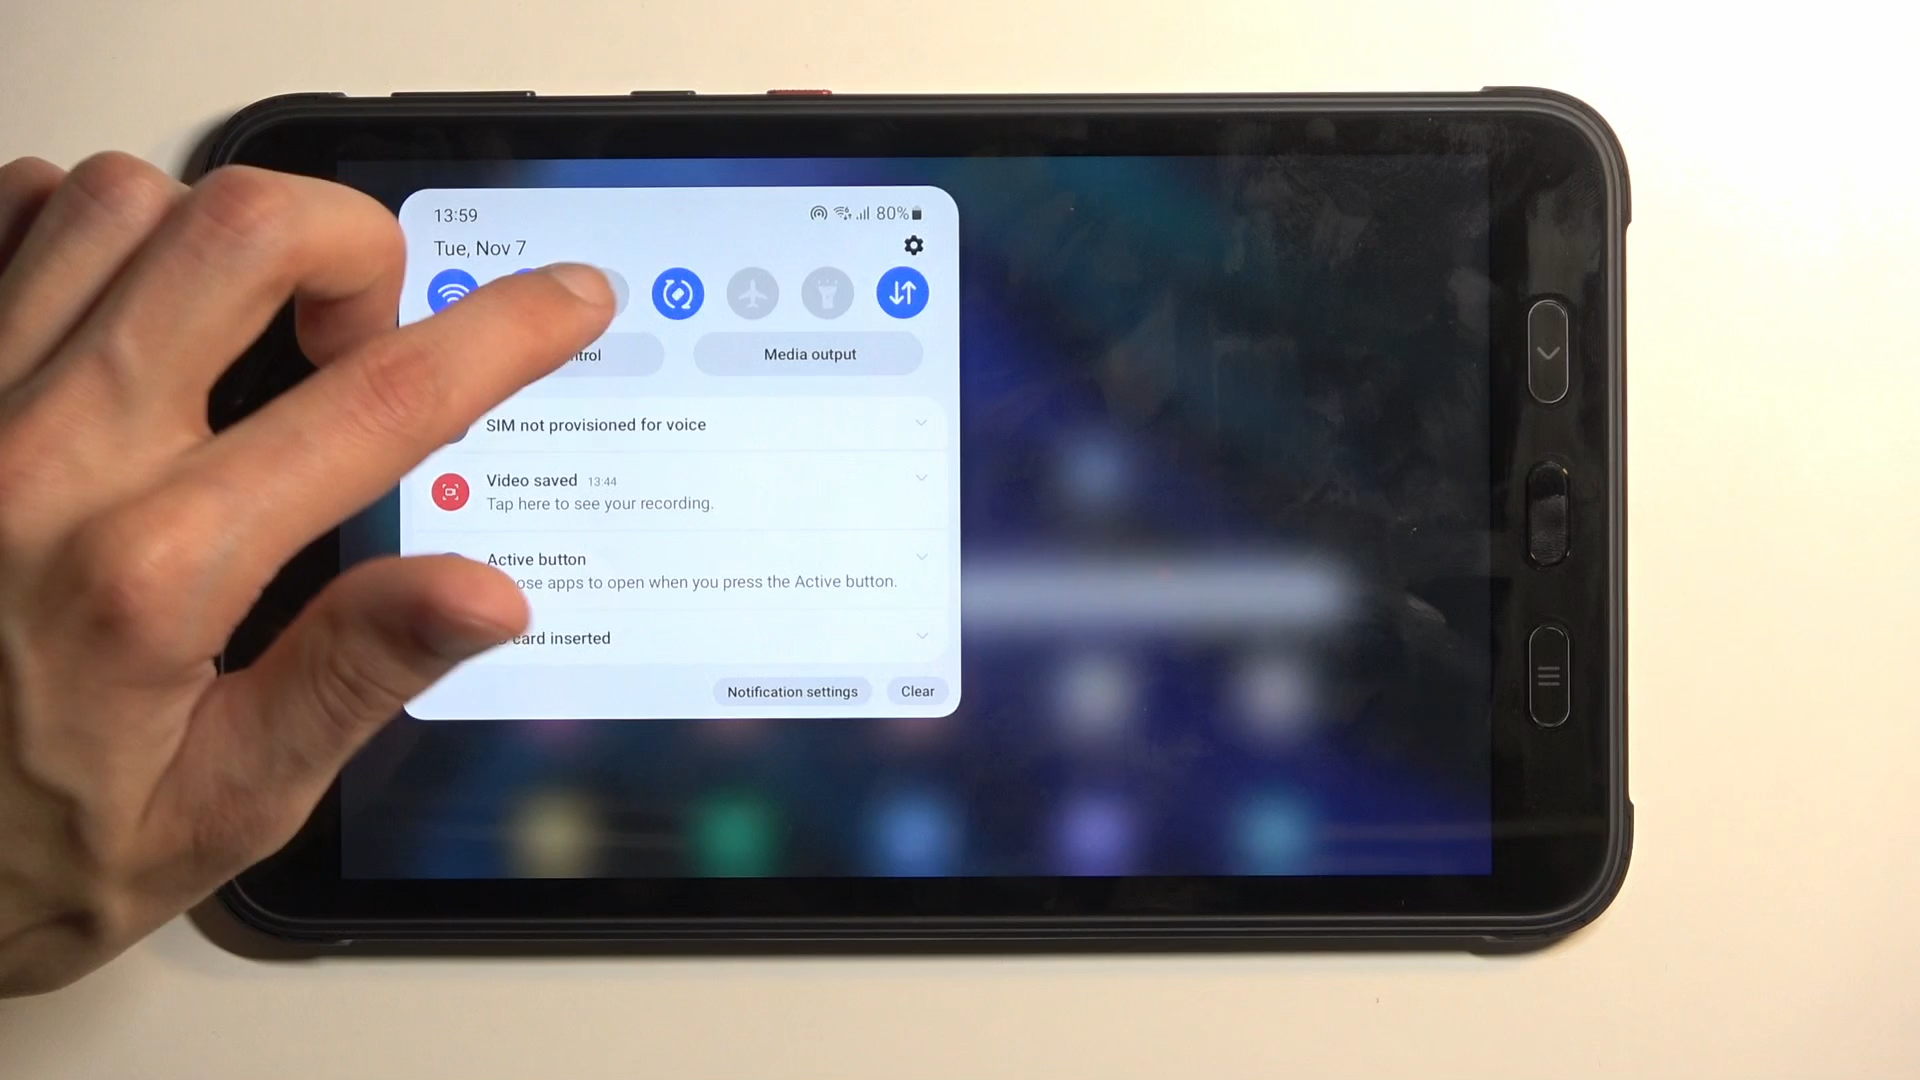 13:59 80%
Tue, Nov 7
Media output
SIM not provisioned for voice
Video saved 13:44
Tap here to see your recording.
Active button
apps to open when you press the Active button.
card inserted
Notification settings Clear